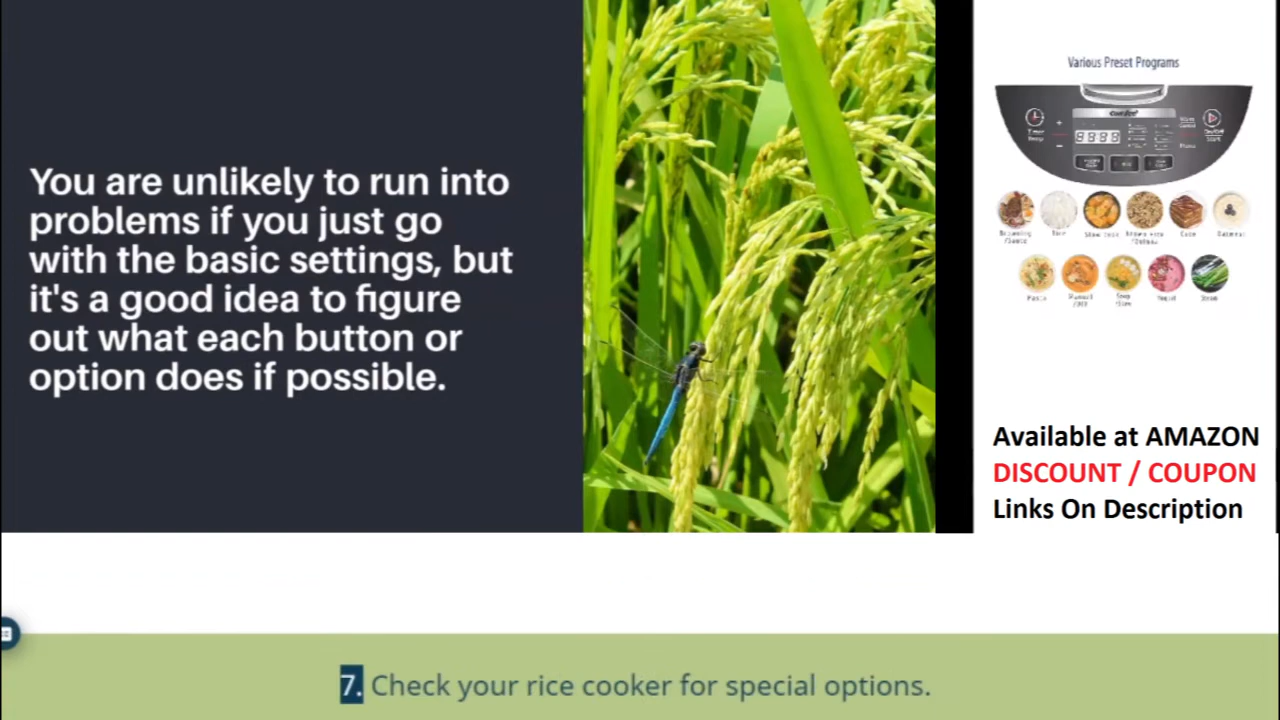 You are unlikely to run into
problems if you just go
with the basic settings, but
it's a good idea to figure
out what each button or
option does if possible.
Various Preset Programs
Available at AMAZON
DISCOUNT / COUPON
Links On Description
7. Check your rice cooker for special options.